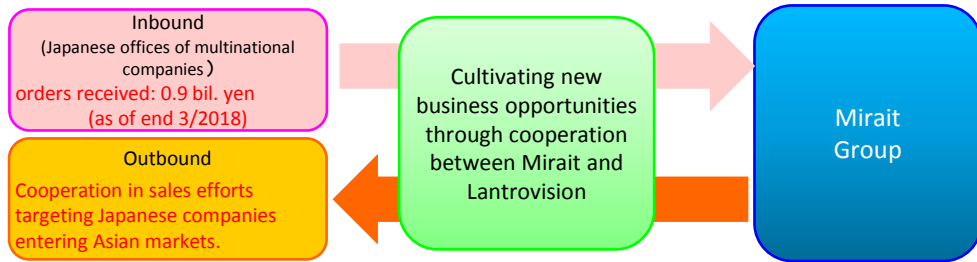 Inbound
(Japanese offices of multinational
companies)
orders received: 0.9 bil. yen
(as of end 3/2018)
Outbound
Cooperation in sales efforts
targeting Japanese companies
entering Asian markets.
Cultivating new
business opportunities
through cooperation
between Mirait and
Lantrovision
Mirait
Group